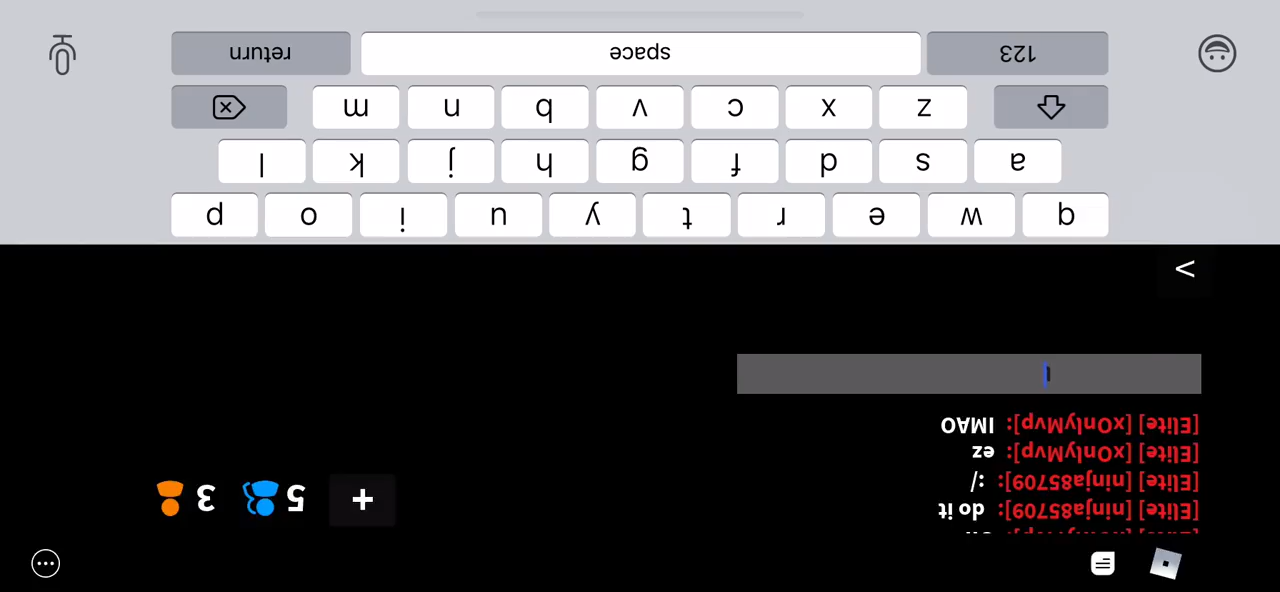 [Elite] [ninja85709]: do it
5 3
[Elite] [ninja85709]: :/
[Elite] [xOnlyMvp]: ez
[Elite] [xOnlyMvp]: lMAO
q w e r t y u i o p
a s d f g h j k l
z x c v b n m
123 space return